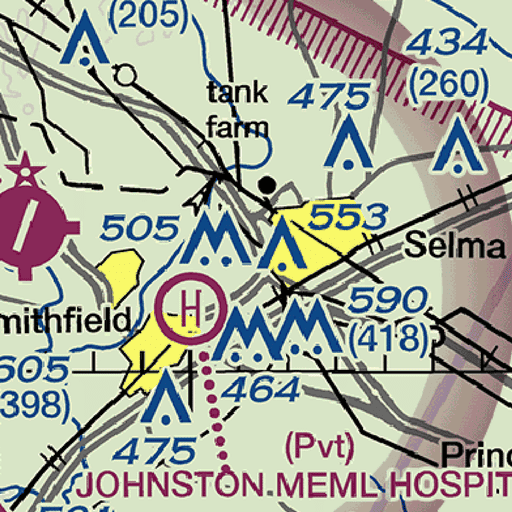 (205)
434
(260)
tank
farm
475
505
553
Selma
H
590
(418)
mithfield
605
398)
464
475
(Pvt)
Princ
JOHNSTON MEML HOSPIT